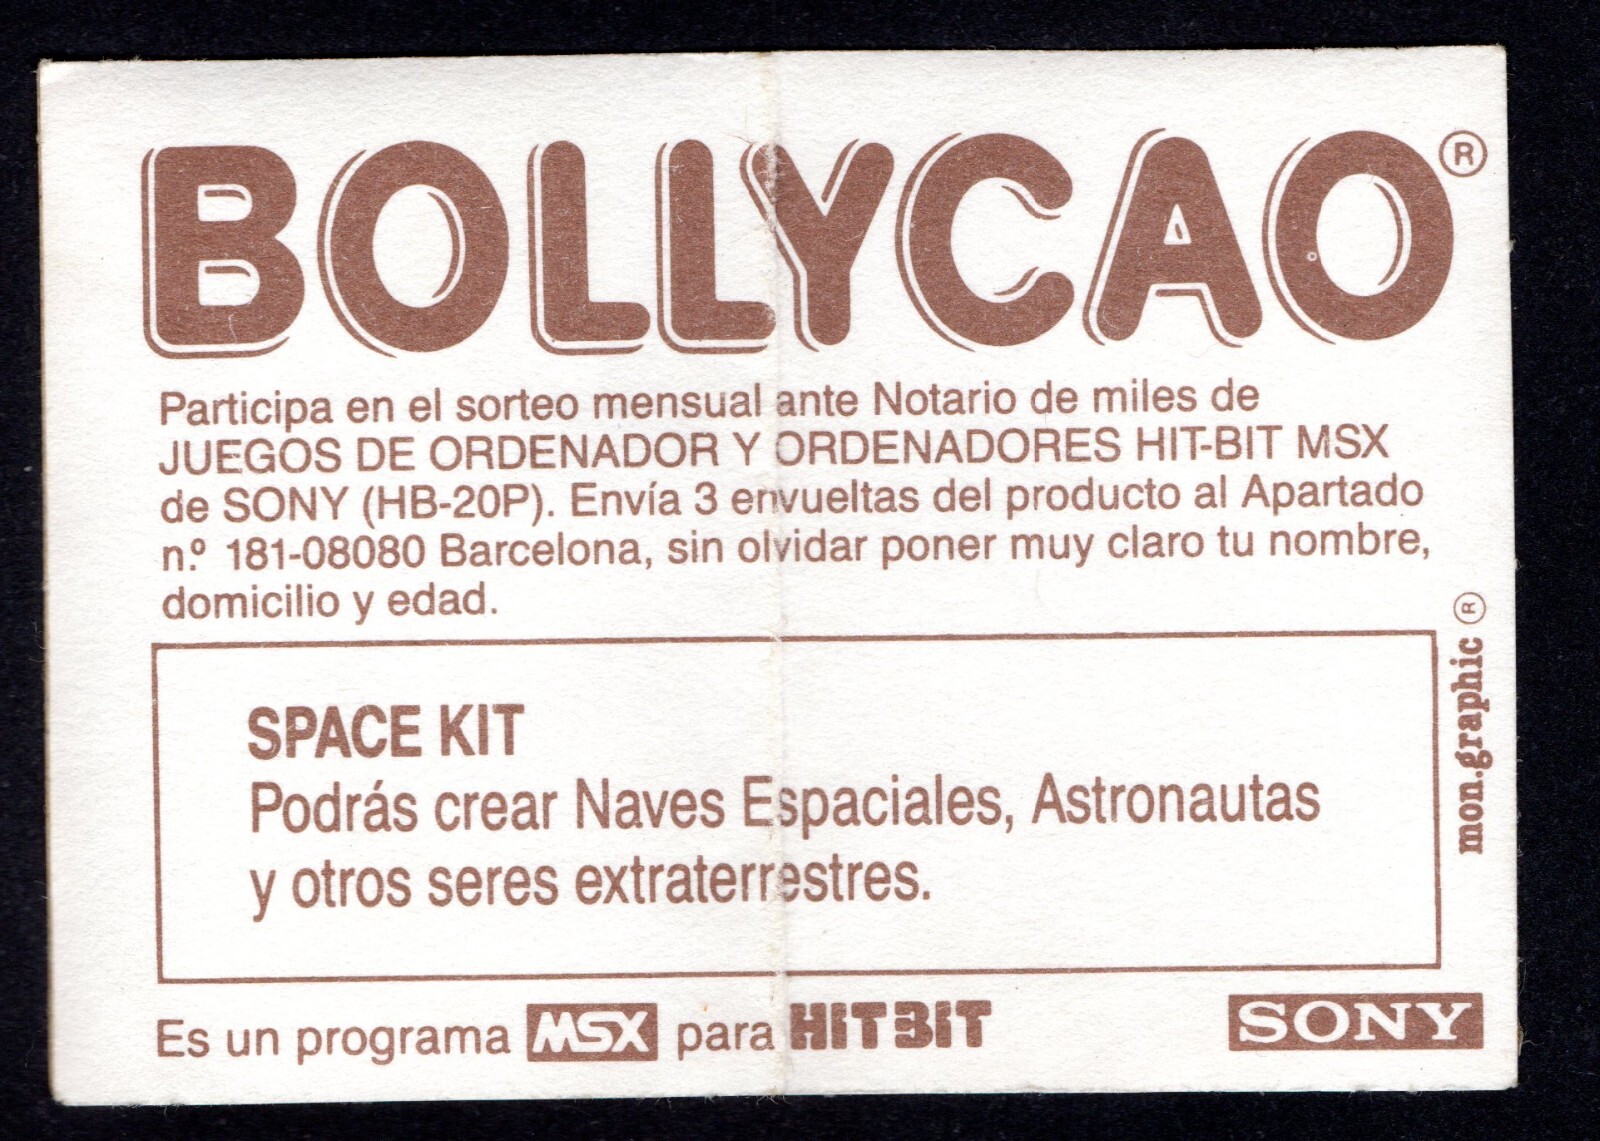 BOLLYCAO®
Participa en el sorteo mensual ante Notario de miles de
JUEGOS DE ORDENADOR Y ORDENADORES HIT-BIT MSX
de SONY (HB-20P). Envía 3 envueltas del producto al Apartado
n.º 181-08080 Barcelona, sin olvidar poner muy claro tu nombre,
domicilio y edad.
SPACE KIT
Podrás crear Naves Espaciales, Astronautas
y otros seres extraterrestres.
mon.graphic ®
Es un programa MSX para HIT BIT
SONY